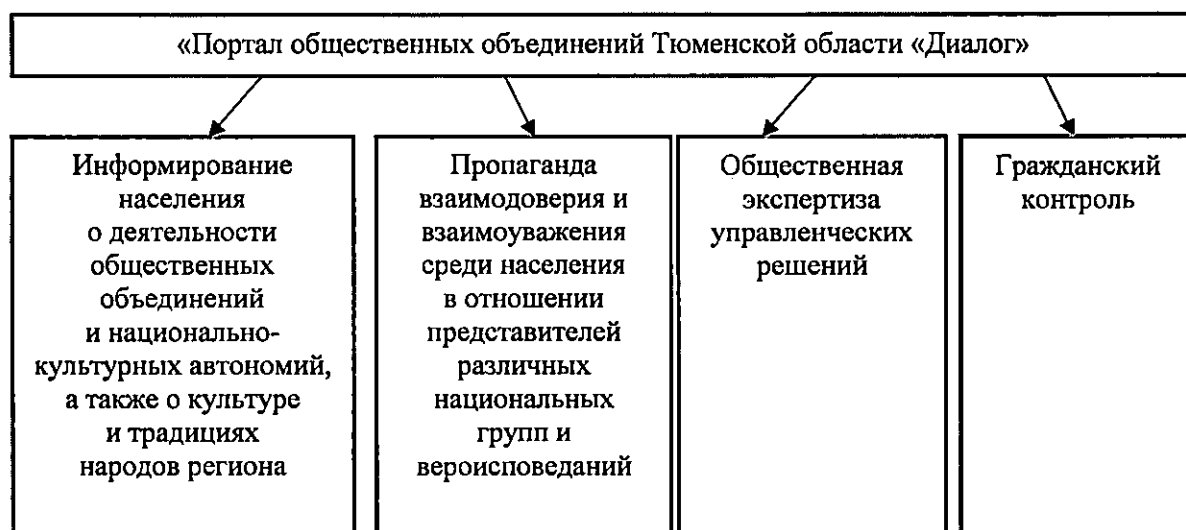 «Портал общественных объединений Тюменской области «Диалог»
Информирование
населения
о деятельности
общественных
объединений
и национально-
культурных автономий,
а также о культуре
и традициях
народов региона
Пропаганда
взаимодоверия и
взаимоуважения
среди населения
в отношении
представителей
различных
национальных
групп и
вероисповеданий
Общественная
экспертиза
управленческих
решений
Гражданский
контроль